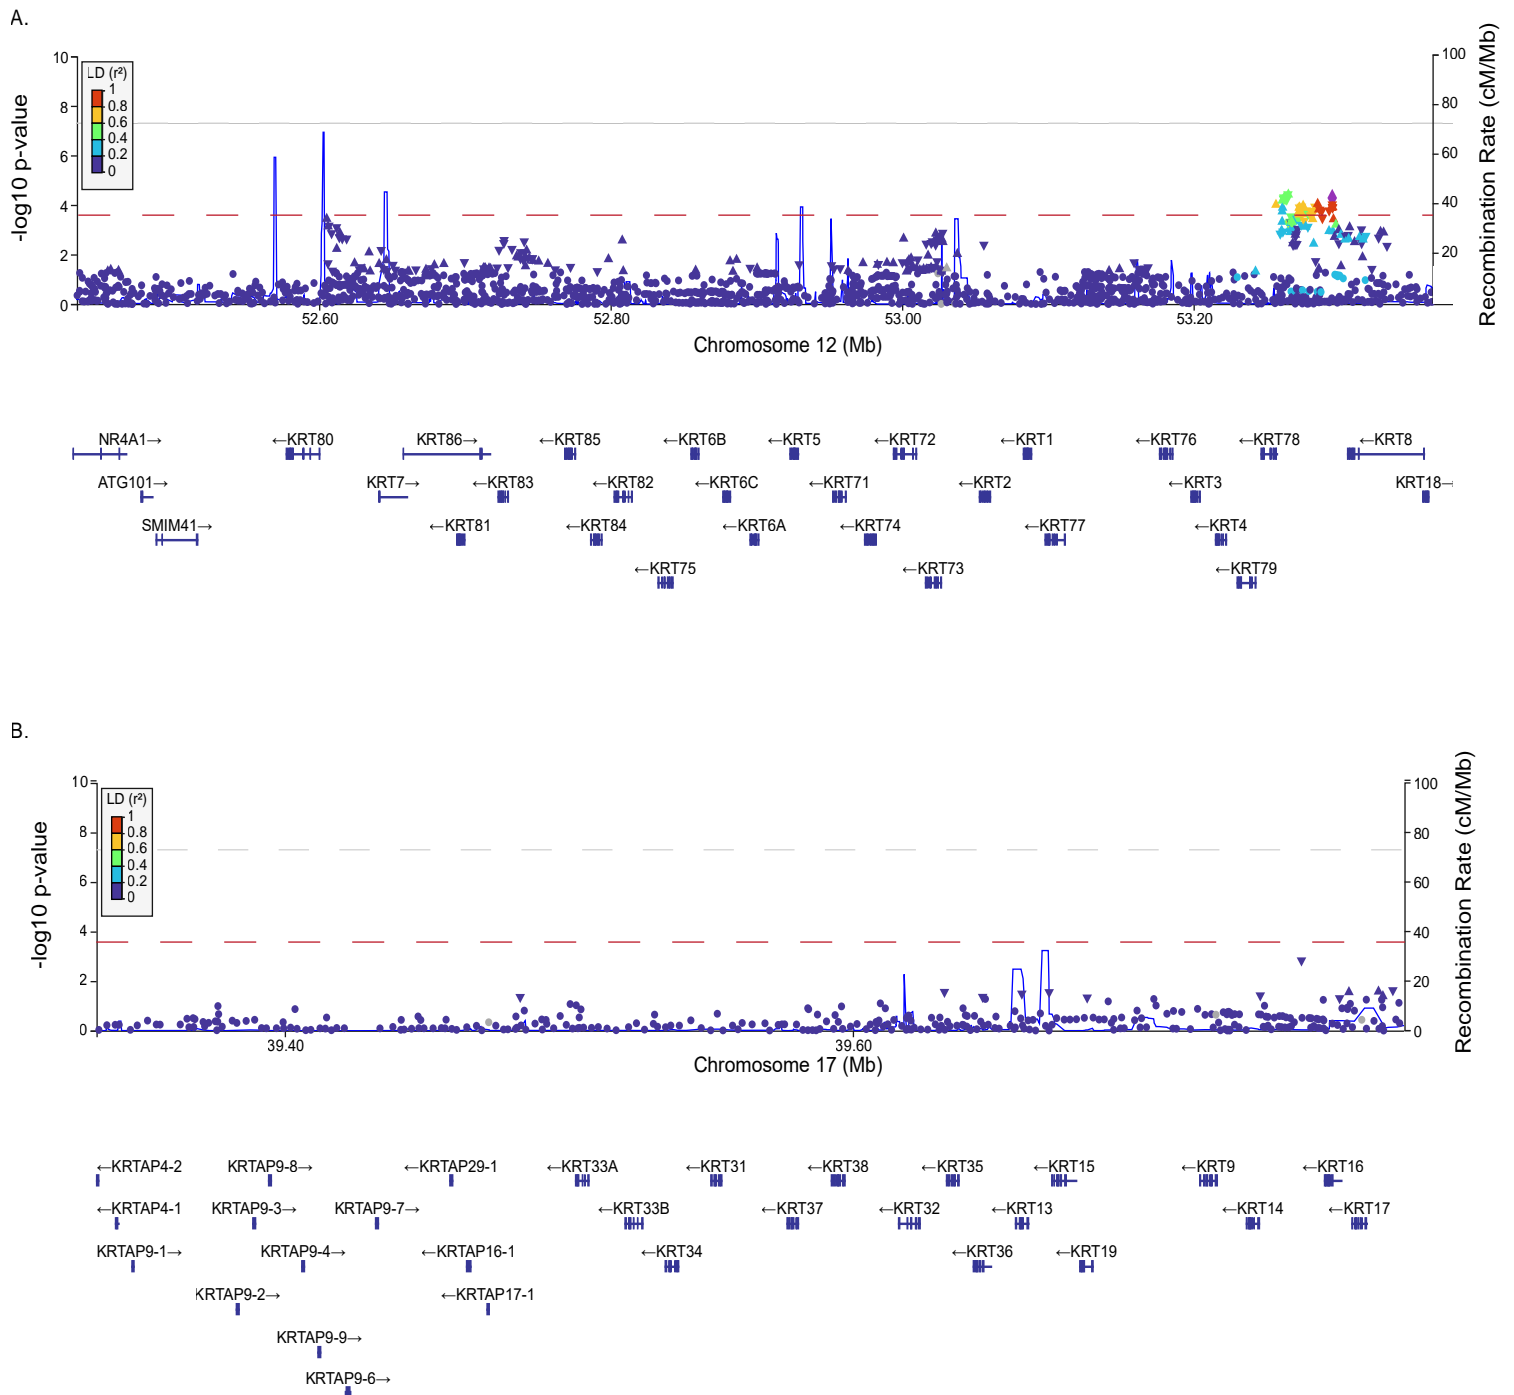 A.
-log10 p-value
10
8
6
4
2
0
LD (r²)
1
0.8
0.6
0.4
0.2
0
100
80
60
40
20
Recombination Rate (cM/Mb)
52.60 52.80 53.00 53.20
Chromosome 12 (Mb)
NR4A1→ ←KRT80 KRT86→ ←KRT85 ←KRT6B ←KRT5 ←KRT72 ←KRT1 ←KRT76 ←KRT78 ←KRT8
ATG101→ KRT7→ ←KRT83 ←KRT82 ←KRT6C ←KRT71 ←KRT2 ←KRT3 KRT18→
SMIM41→ ←KRT81 ←KRT84 ←KRT6A ←KRT74 ←KRT77 ←KRT4
←KRT75 ←KRT73 ←KRT79
B.
-log10 p-value
10
8
6
4
2
0
LD (r²)
1
0.8
0.6
0.4
0.2
0
100
80
60
40
20
0
Recombination Rate (cM/Mb)
39.40 39.60
Chromosome 17 (Mb)
←KRTAP4-2 KRTAP9-8→ ←KRTAP29-1 ←KRT33A ←KRT31 ←KRT38 ←KRT35 ←KRT15 ←KRT9 ←KRT16
←KRTAP4-1 KRTAP9-3→ KRTAP9-7→ ←KRT33B ←KRT37 ←KRT32 ←KRT13 ←KRT14 ←KRT17
KRTAP9-1→ KRTAP9-4→ ←KRTAP16-1 ←KRT34 ←KRT36 ←KRT19
KRTAP9-2→ ←KRTAP17-1
KRTAP9-9→
KRTAP9-6→